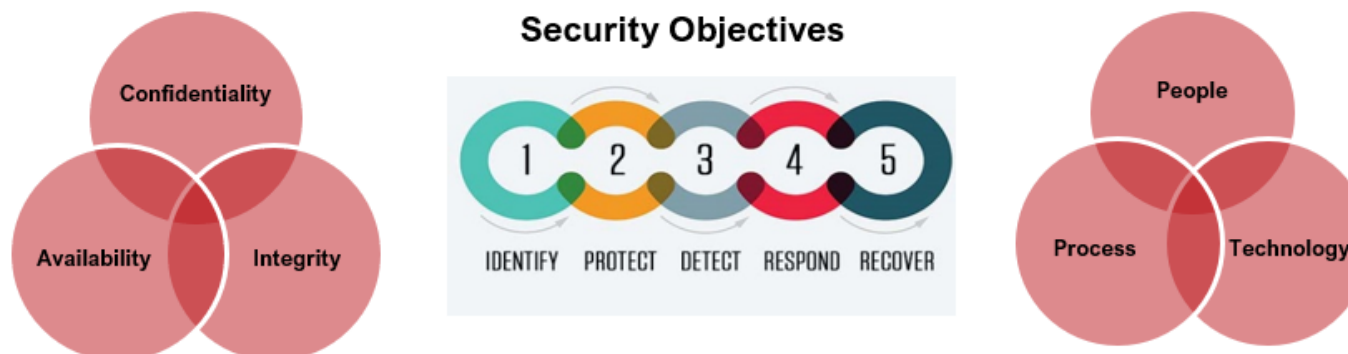 Security Objectives
Confidentiality
Availability
Integrity
1 2 3 4 5
IDENTIFY PROTECT DETECT RESPOND RECOVER
People
Process
Technology